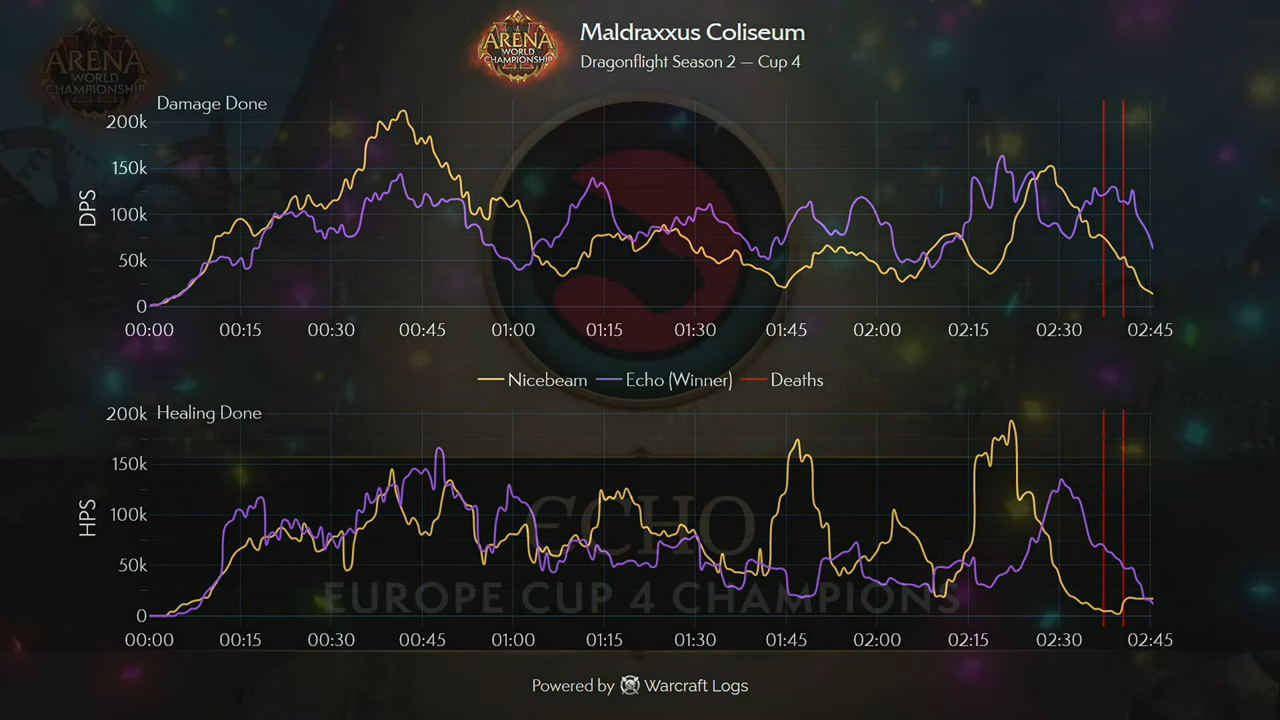 ARENA
WORLD
CHAMPIONSHIP
ARENA
WORLD
CHAMPIONSHIP
Maldraxxus Coliseum
Dragonflight Season 2 — Cup 4
Damage Done
DPS
200k
150k
100k
50k
0
00:00 00:15 00:30 00:45 01:00 01:15 01:30 01:45 02:00 02:15 02:30 02:45
Nicebeam Echo (Winner) Deaths
Healing Done
HPS
200k
150k
100k
50k
0
ECHO
EUROPE CUP 4 CHAMPIONS
00:00 00:15 00:30 00:45 01:00 01:15 01:30 01:45 02:00 02:15 02:30 02:45
Powered by Warcraft Logs